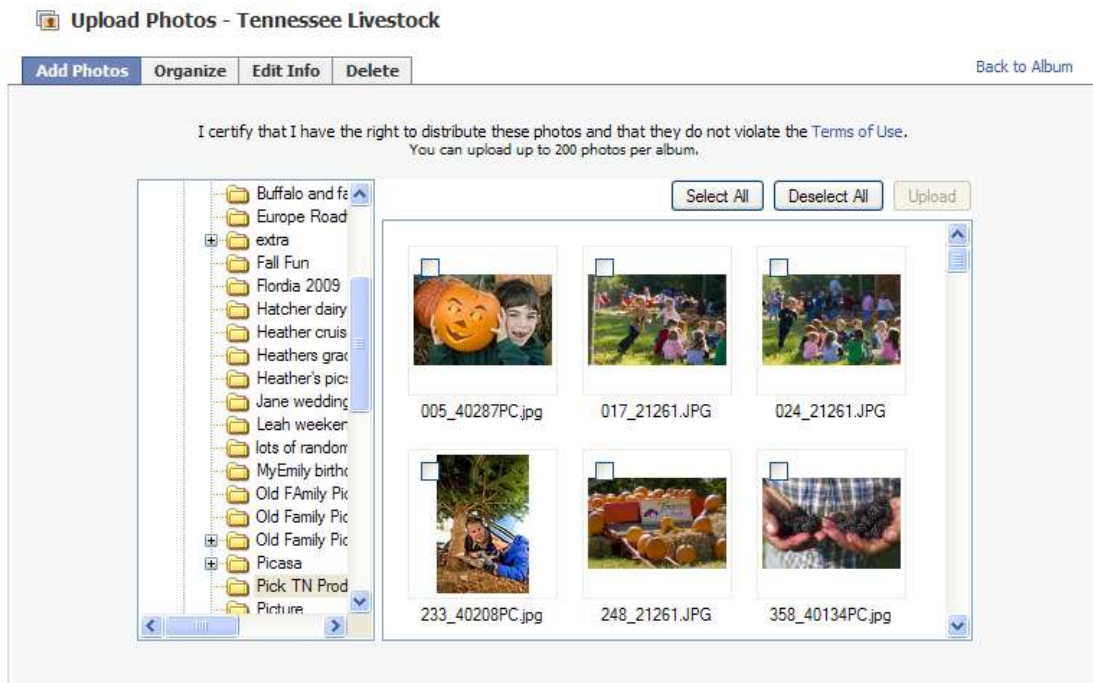 Upload Photos - Tennessee Livestock
Add Photos Organize Edit Info Delete
Back to Album
I certify that I have the right to distribute these photos and that they do not violate the Terms of Use.
You can upload up to 200 photos per album.
Select All Deselect All Upload
Buffalo and fa
Europe Road
extra
Fall Fun
Flordia 2009
Hatcher dairy
Heather cruis
Heathers grad
Heather's pics
Jane wedding
Leah weeken
lots of random
MyEmily birthd
Old FAmily Pic
Old Family Pic
Old Family Pic
Picasa
Pick TN Prod
Picture
005_40287PC.jpg
017_21261.JPG
024_21261.JPG
233_40208PC.jpg
248_21261.JPG
358_40134PC.jpg